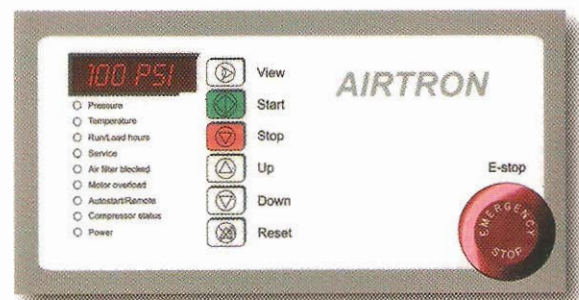 100 PSI
Pressure
Temperature
Run/Load hours
Service
Air filter blocked
Motor overload
Autostart/Remote
Compressor status
Power
View
Start
Stop
Up
Down
Reset
AIRTRON
E-stop
EMERGENCY
STOP